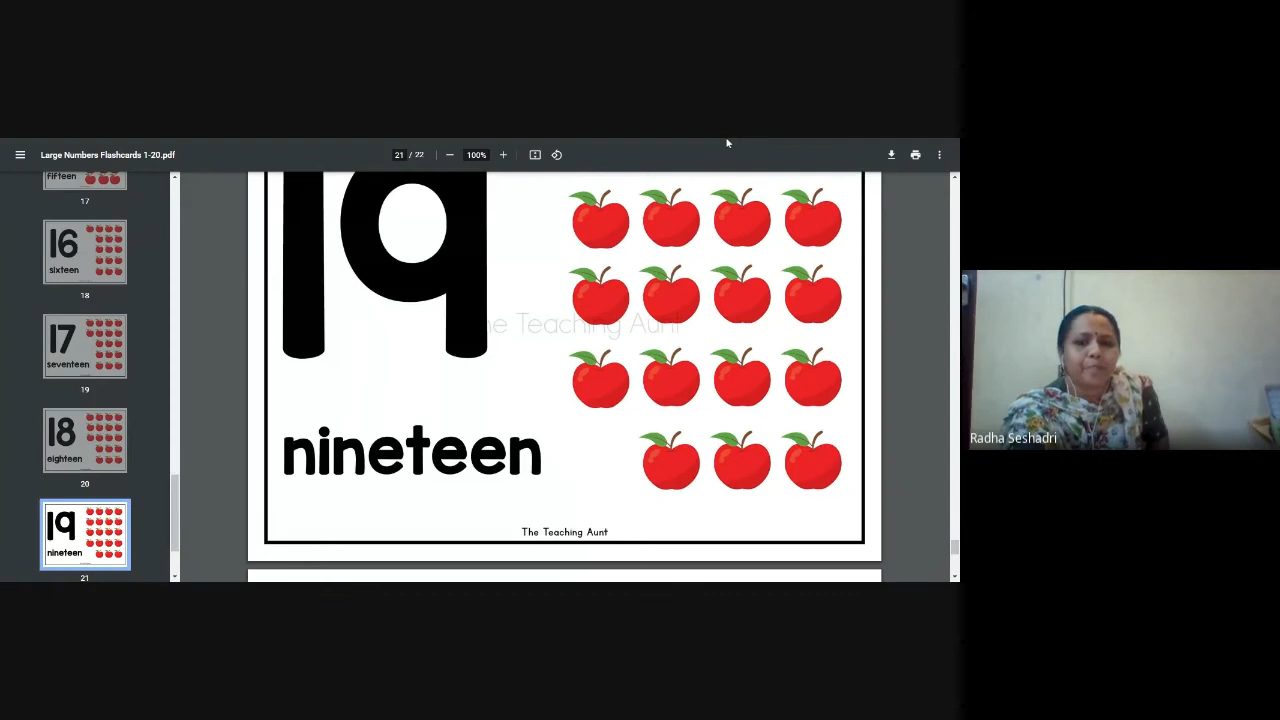 Large Numbers Flashcards 1-20.pdf
21 / 22
100%
fifteen
17
16
sixteen
18
17
seventeen
19
18
eighteen
20
19
nineteen
21
19
The Teaching Aunt
nineteen
The Teaching Aunt
Radha Seshadri